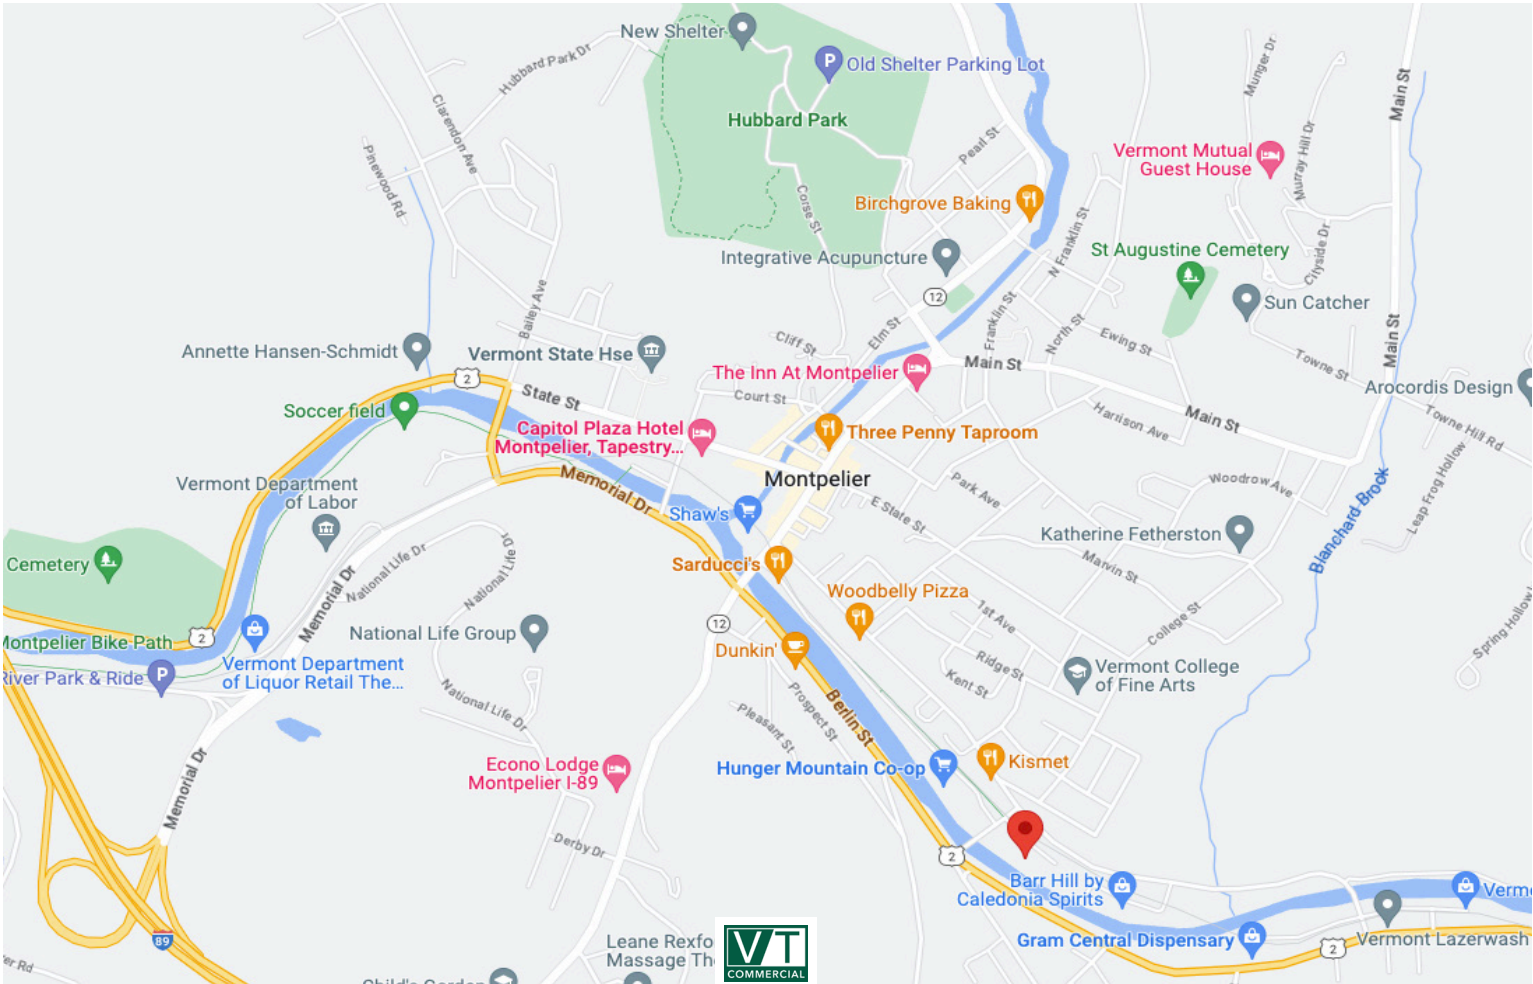 New Shelter
Old Shelter Parking Lot
Hubbard Park Dr
Munger Dr
Main St
Clarendon Ave
Hubbard Park
Pearl St
Vermont Mutual
Guest House
Murray Hill Dr
Pinewood Rd
Corse St
Birchgrove Baking
N Franklin St
Integrative Acupuncture
St Augustine Cemetery
Cityside Dr
12
Sun Catcher
Bailey Ave
Franklin St
North St
Ewing St
Elm St
Cliff St
Annette Hansen-Schmidt
Vermont State Hse
Main St
Towne St
2
The Inn At Montpelier
Main St
Arocordis Design
State St
Court St
Soccer field
Harrison Ave
Main St
Towne Hill Rd
Capitol Plaza Hotel
Montpelier, Tapestry...
Three Penny Taproom
Leap Frog Hollow
Vermont Department
of Labor
Memorial Dr
Montpelier
Park Ave
Woodrow Ave
Blanchard Brook
Shaw's
E State St
Katherine Fetherston
National Life Dr
National Life Dr
Cemetery
Sarducci's
Marvin St
Memorial Dr
Woodbelly Pizza
1st Ave
College St
Spring Hollow
2
12
Montpelier Bike Path
National Life Group
Dunkin'
Ridge St
Kent St
Vermont College
of Fine Arts
Vermont Department
of Liquor Retail The...
River Park & Ride
P
National Life Dr
Prospect St
Pleasant St
Berlin St
Memorial Dr
Econo Lodge
Montpelier I-89
Hunger Mountain Co-op
Kismet
Derby Dr
2
Barr Hill by
Caledonia Spirits
Verm
89
Gram Central Dispensary
2
Vermont Lazerwash
Leane Rexfo
Massage Th
er Rd
Child's Garden
VT
COMMERCIAL